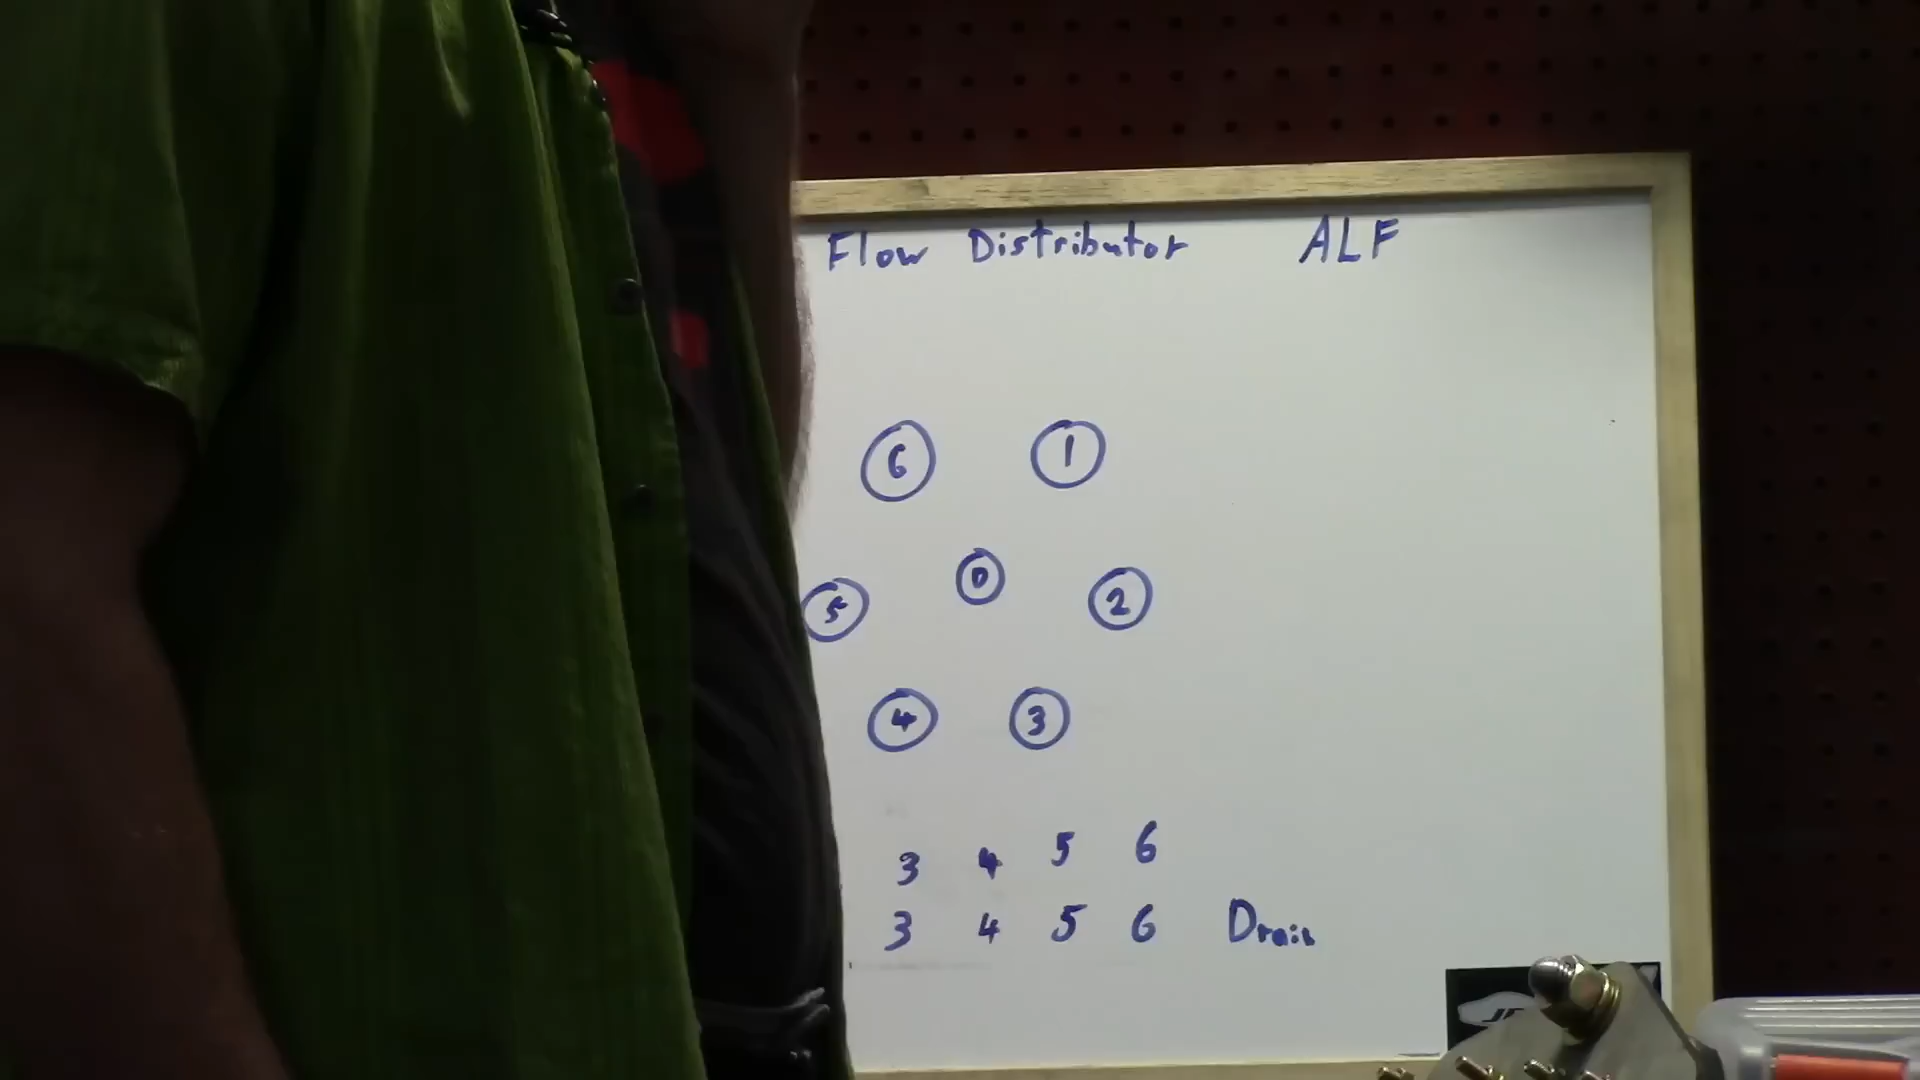 Flow Distributor ALF
6 1
5 0 2
4 3
3 4 5 6
3 4 5 6 Drain